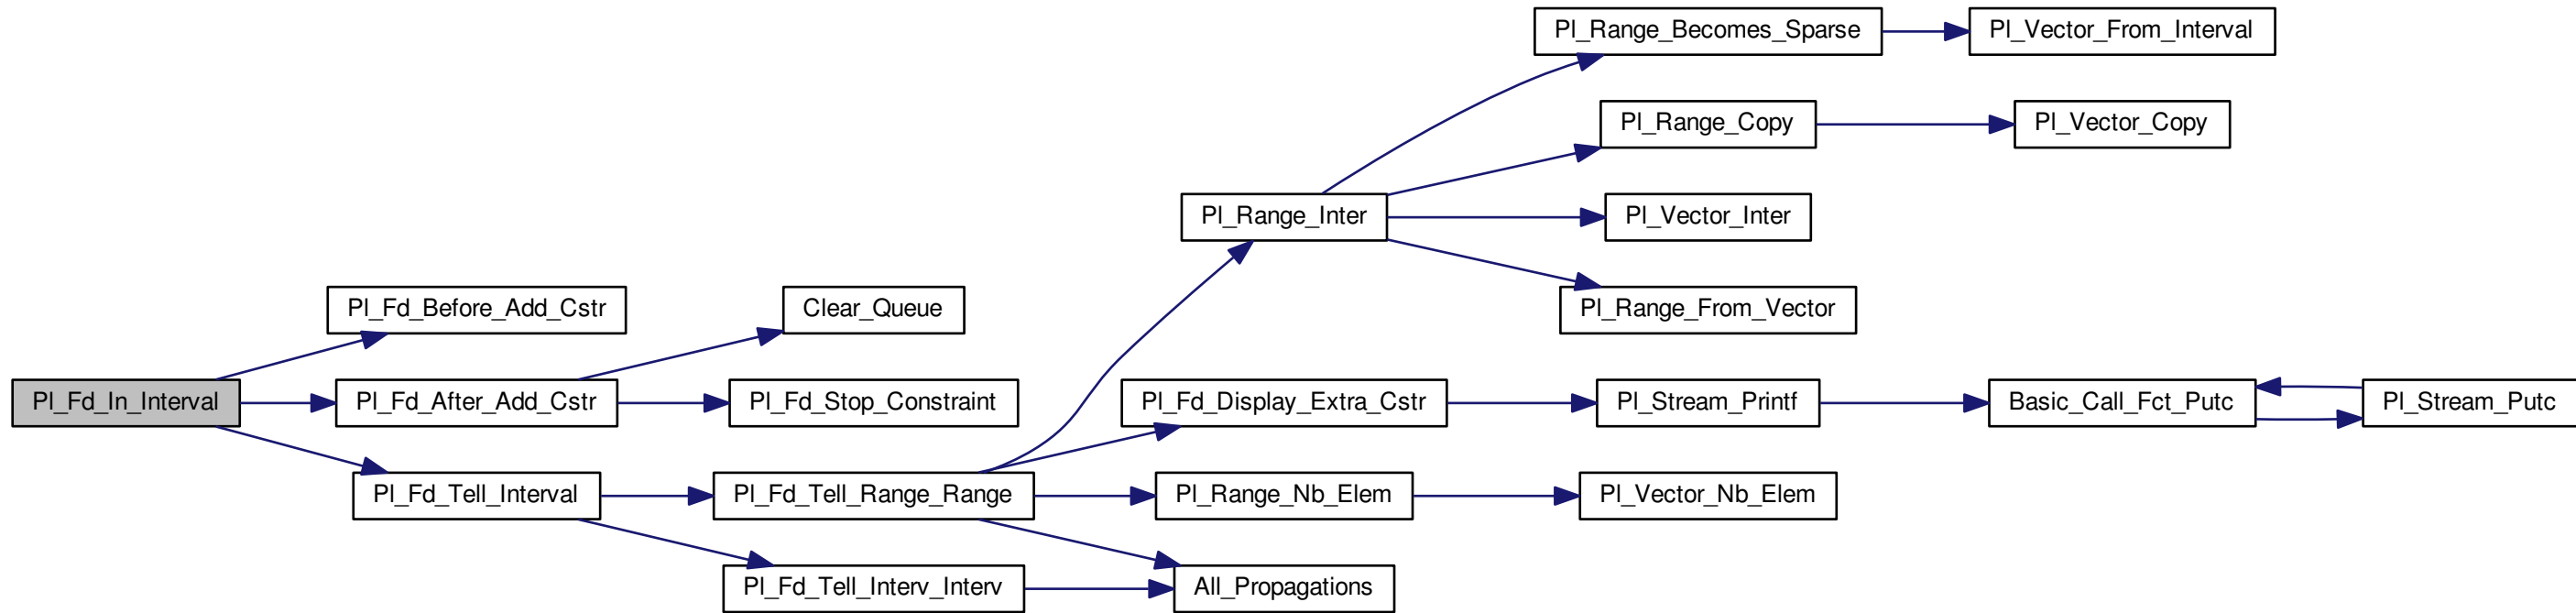 Pl_Range_Becomes_Sparse
Pl_Vector_From_Interval
Pl_Range_Copy
Pl_Vector_Copy
Pl_Range_Inter
Pl_Vector_Inter
Pl_Fd_Before_Add_Cstr
Clear_Queue
Pl_Range_From_Vector
Pl_Fd_In_Interval
Pl_Fd_After_Add_Cstr
Pl_Fd_Stop_Constraint
Pl_Fd_Display_Extra_Cstr
Pl_Stream_Printf
Basic_Call_Fct_Putc
Pl_Stream_Putc
Pl_Fd_Tell_Interval
Pl_Fd_Tell_Range_Range
Pl_Range_Nb_Elem
Pl_Vector_Nb_Elem
Pl_Fd_Tell_Interv_Interv
All_Propagations